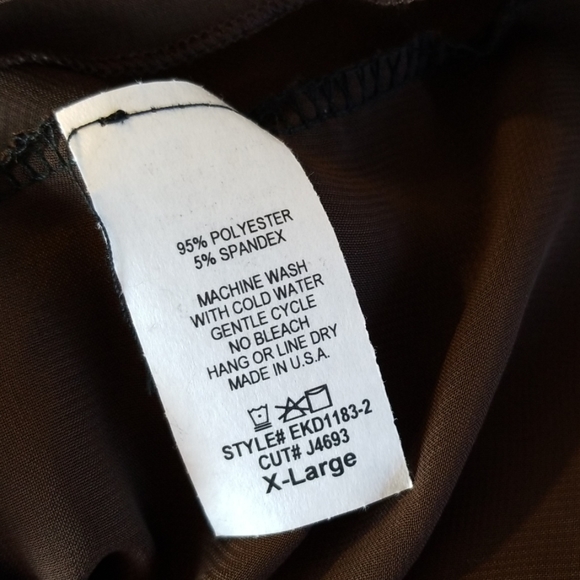 95% POLYESTER
5% SPANDEX
MACHINE WASH
WITH COLD WATER
GENTLE CYCLE
NO BLEACH
HANG OR LINE DRY
MADE IN U.S.A.
STYLE# EKD1183-2
CUT# J4693
X-Large